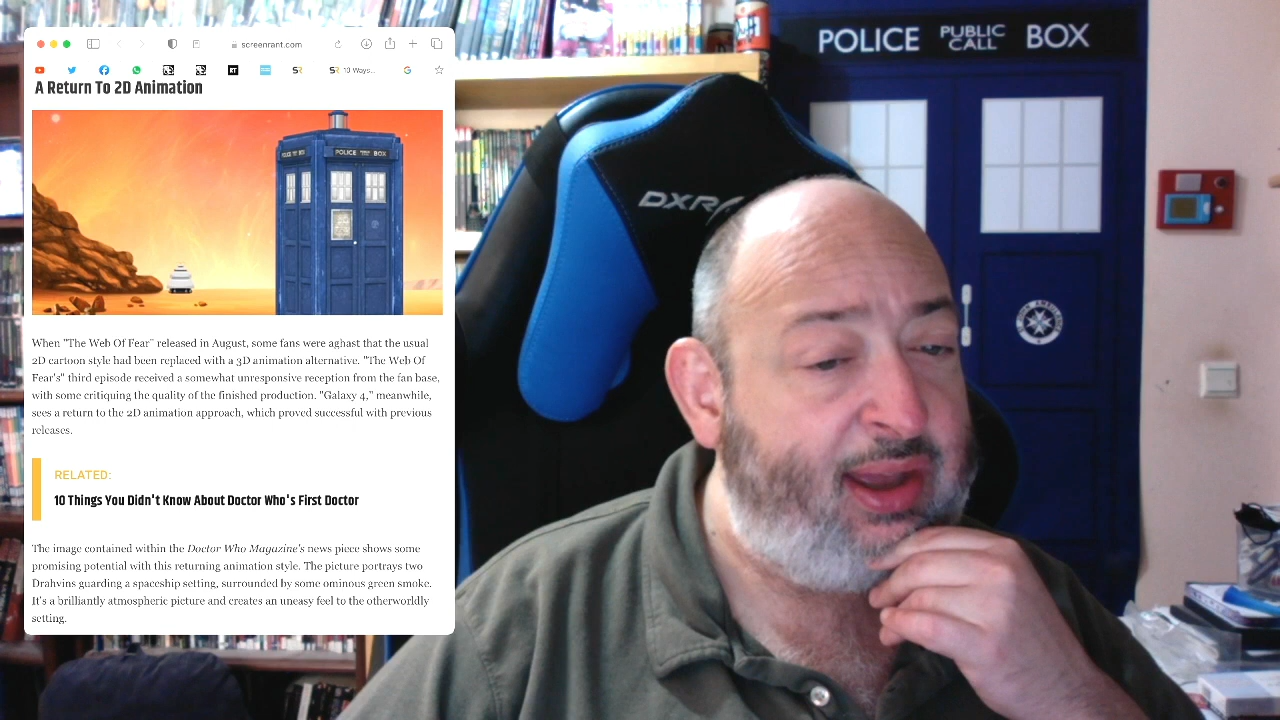 screenrant.com
10 Ways...
A Return To 2D Animation
POLICE PUBLIC CALL BOX
When "The Web Of Fear" released in August, some fans were aghast that the usual
2D cartoon style had been replaced with a 3D animation alternative. "The Web Of
Fear's" third episode received a somewhat unresponsive reception from the fan base,
with some critiquing the quality of the finished production. "Galaxy 4," meanwhile,
sees a return to the 2D animation approach, which proved successful with previous
releases.
RELATED:
10 Things You Didn't Know About Doctor Who's First Doctor
The image contained within the Doctor Who Magazine's news piece shows some
promising potential with this returning animation style. The picture portrays two
Drahvins guarding a spaceship setting, surrounded by some ominous green smoke.
It's a brilliantly atmospheric picture and creates an uneasy feel to the otherworldly
setting.
POLICE PUBLIC CALL BOX
DXR
ST JOHN AMBULANCE